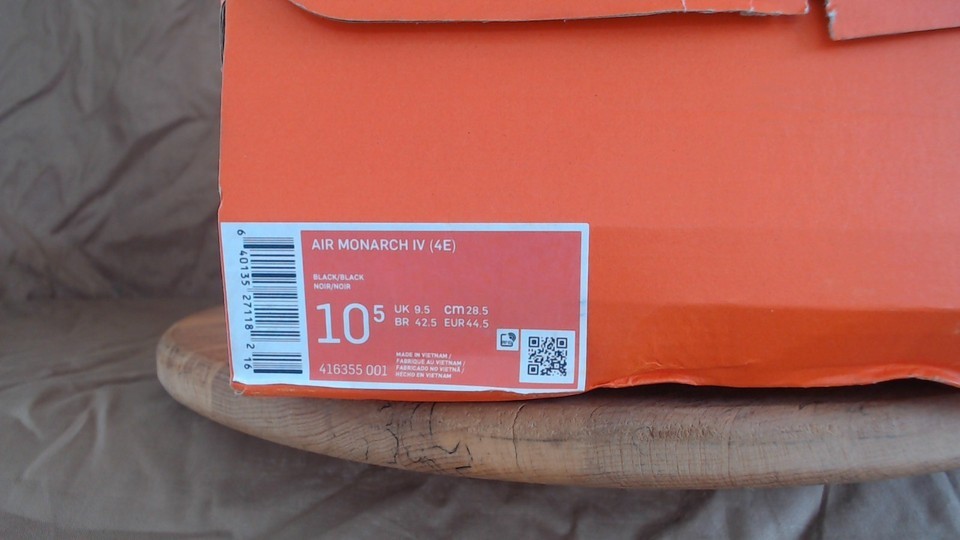 AIR MONARCH IV (4E)
BLACK/BLACK
NOIR/NOIR
10 5
UK 9.5 cm 28.5
BR 42.5 EUR 44.5
MADE IN VIETNAM /
FABRIQUE AU VIETNAM /
FABRICADO NO VIETNÃ /
HECHO EN VIETNAM
416355 001
6 40135 27118 2 16